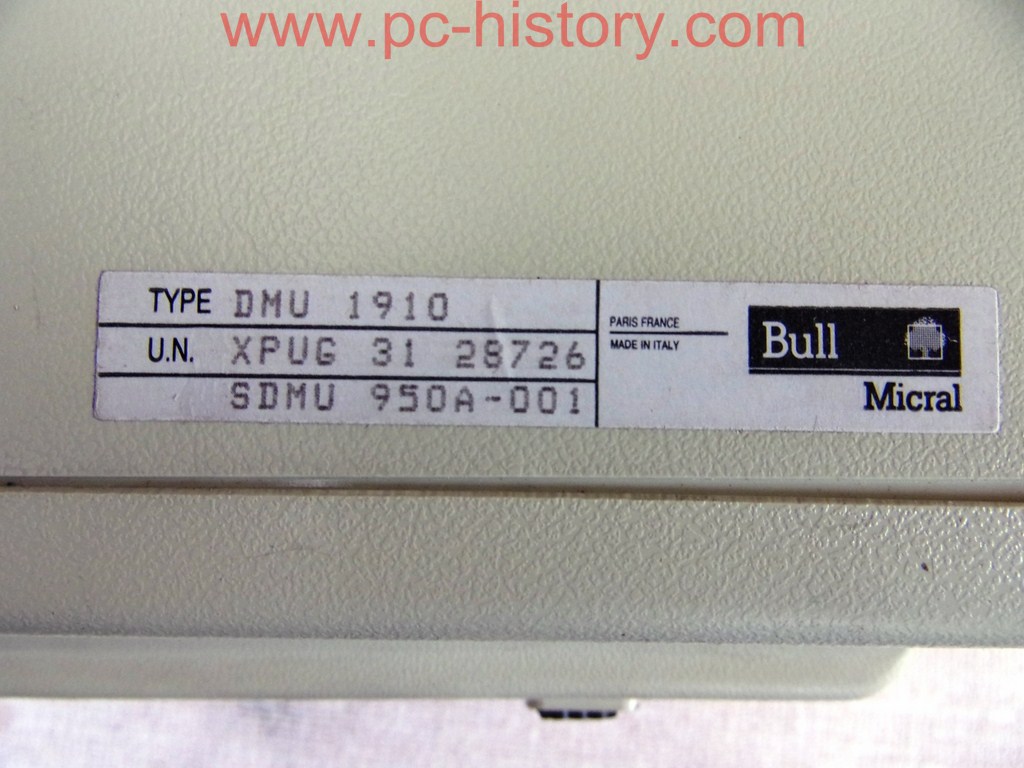 www.pc-history.com
TYPE DMU 1910
U.N. XPUG 31 28726
SDMU 950A-001
PARIS FRANCE
MADE IN ITALY
Bull
Micral